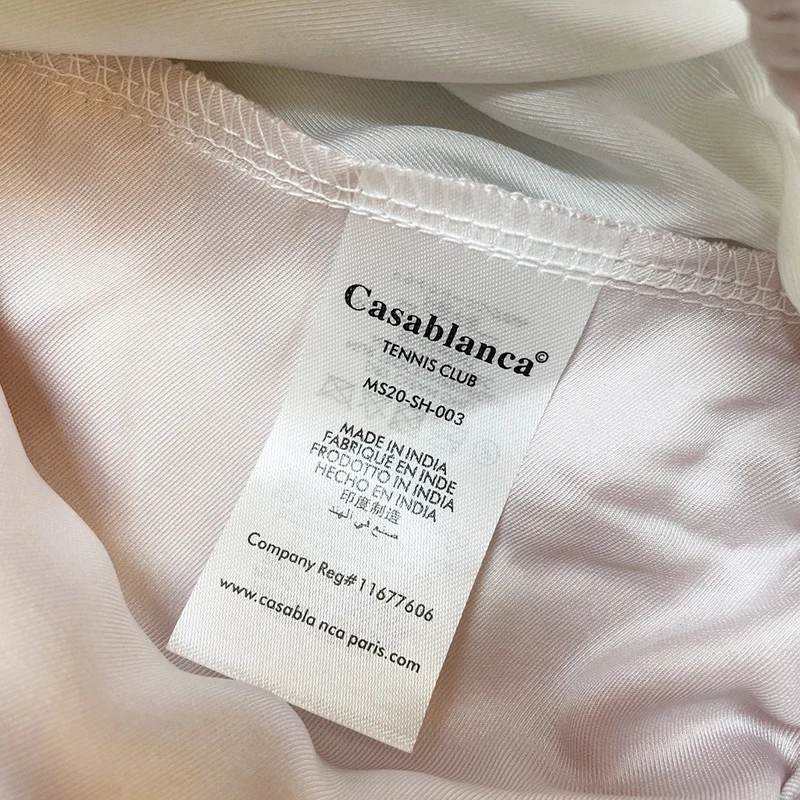 Casablanca©
TENNIS CLUB
MS20-SH-003
MADE IN INDIA
FABRIQUÉ EN INDE
FRODOTTO IN INDIA
HECHO EN INDIA
印度制造
صنع في الهند
Company Reg#11677606
www.casabla nca paris.com